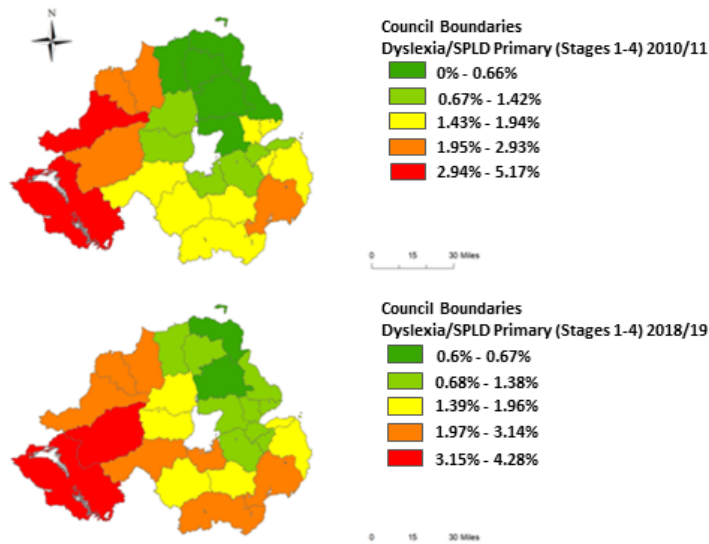 N
Council Boundaries
Dyslexia/SPLD Primary (Stages 1-4) 2010/11
0% - 0.66%
0.67% - 1.42%
1.43% - 1.94%
1.95% - 2.93%
2.94% - 5.17%
0 15 30 Miles
Council Boundaries
Dyslexia/SPLD Primary (Stages 1-4) 2018/19
0.6% - 0.67%
0.68% - 1.38%
1.39% - 1.96%
1.97% - 3.14%
3.15% - 4.28%
0 15 30 Miles